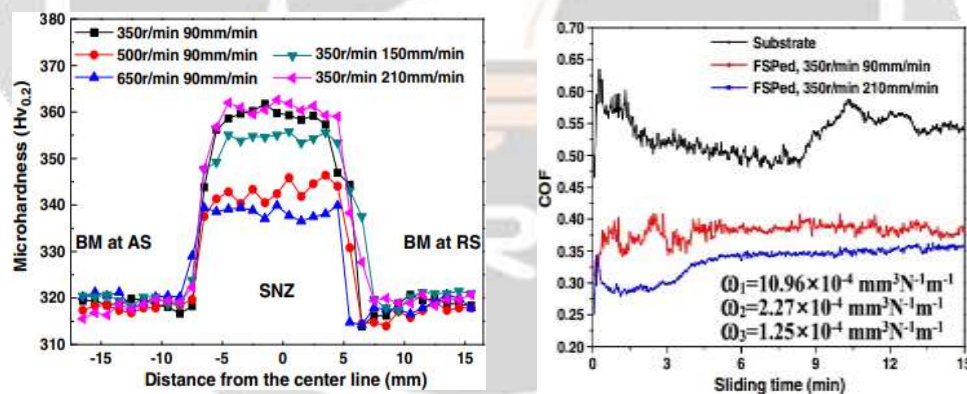 380
370
360
350
340
330
320
310
Microhardness (Hv0.2)
350r/min 90mm/min
500r/min 90mm/min
650r/min 90mm/min
350r/min 150mm/min
350r/min 210mm/min
BM at AS
SNZ
BM at RS
-15 -10 -5 0 5 10 15
Distance from the center line (mm)
0.70
0.65
0.60
0.55
0.50
0.45
0.40
0.35
0.30
0.25
0.20
COF
Substrate
FSPed, 350r/min 90mm/min
FSPed, 350r/min 210mm/min
ω₁=10.96×10⁻⁴ mm³N⁻¹m⁻¹
ω₂=2.27×10⁻⁴ mm³N⁻¹m⁻¹
ω₃=1.25×10⁻⁴ mm³N⁻¹m⁻¹
0 3 6 9 12 15
Sliding time (min)